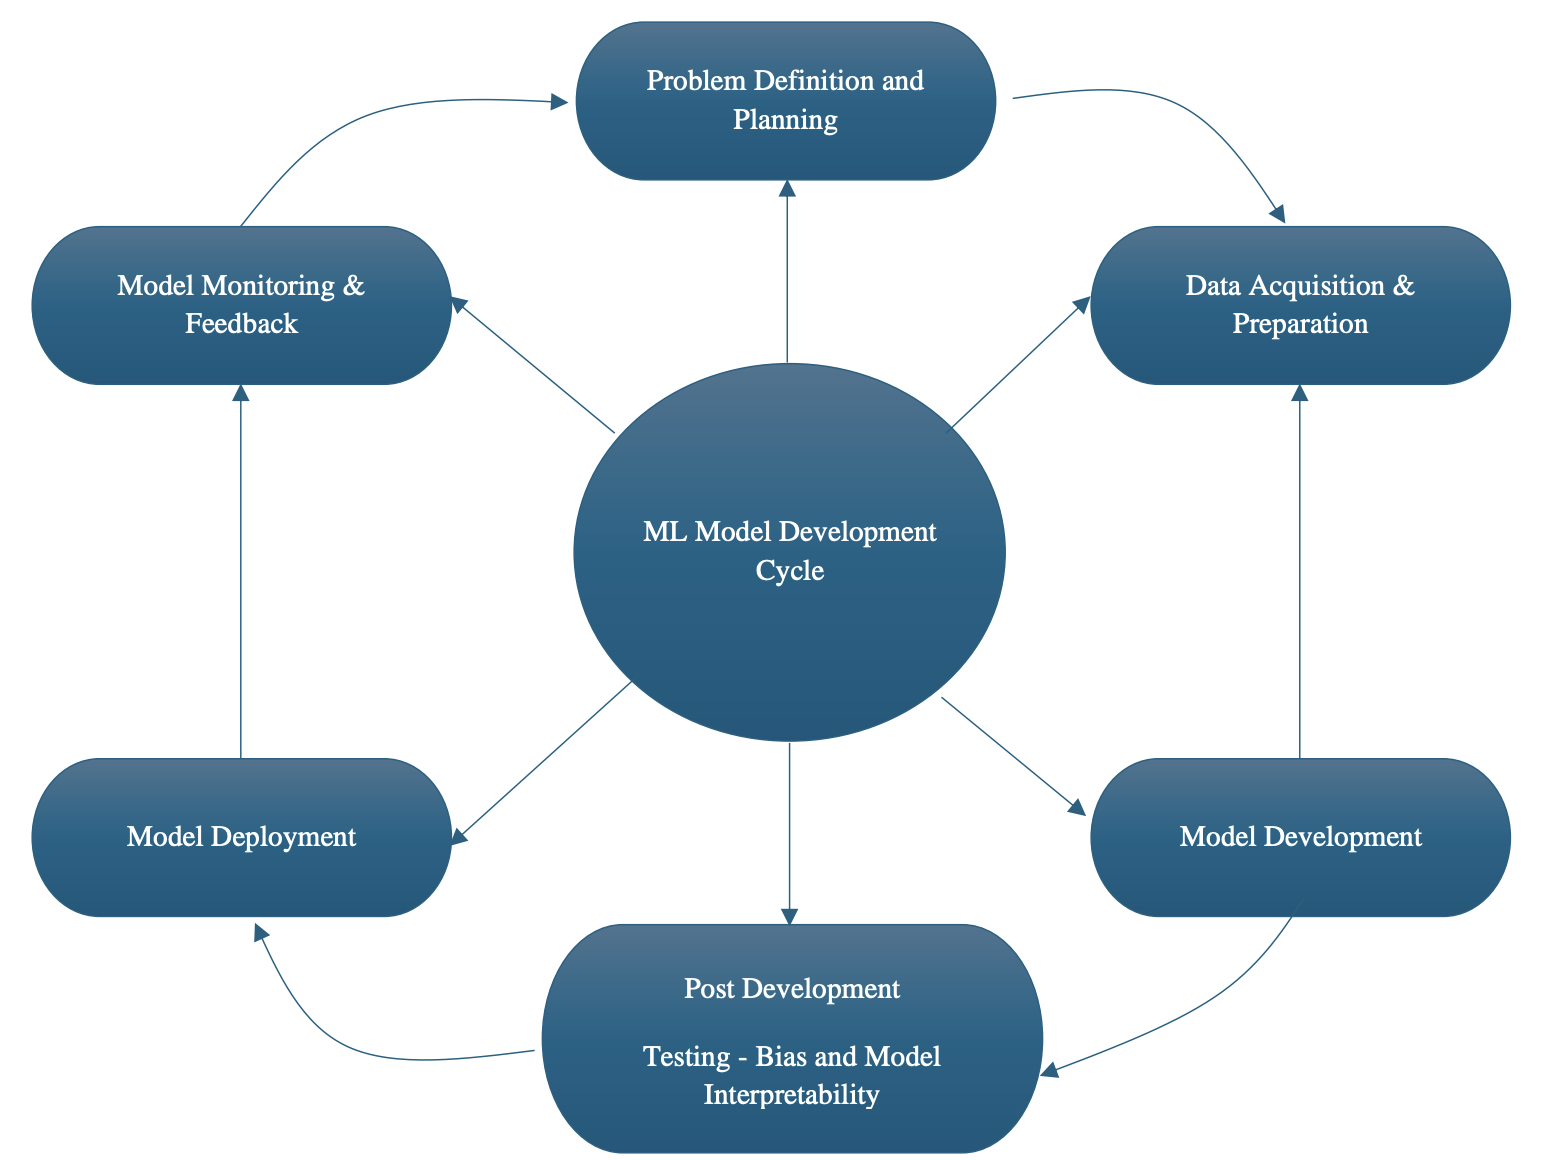 Problem Definition and
Planning
Model Monitoring &
Feedback
Data Acquisition &
Preparation
ML Model Development
Cycle
Model Deployment
Model Development
Post Development
Testing - Bias and Model
Interpretability